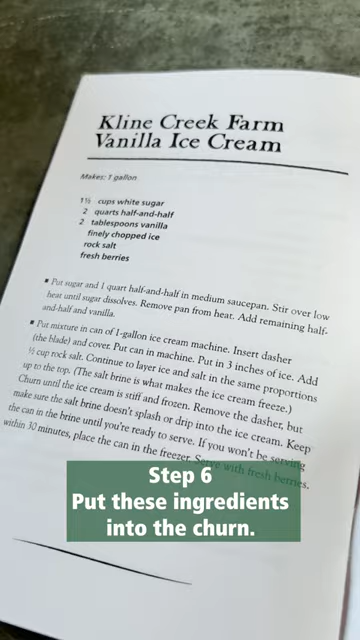 Kline Creek Farm
Vanilla Ice Cream
Makes: 1 gallon
1½ cups white sugar
2 quarts half-and-half
2 tablespoons vanilla
finely chopped ice
rock salt
fresh berries
▪ Put sugar and 1 quart half-and-half in medium saucepan. Stir over low
heat until sugar dissolves. Remove pan from heat. Add remaining half-
and-half and vanilla.
▪ Put mixture in can of 1-gallon ice cream machine. Insert dasher
(the blade) and cover. Put can in machine. Put in 3 inches of ice. Add
½ cup rock salt. Continue to layer ice and salt in the same proportions
up to the top. (The salt brine is what makes the ice cream freeze.)
Churn until the ice cream is stiff and frozen. Remove the dasher, but
make sure the salt brine doesn't splash or drip into the ice cream. Keep
the can in the brine until you're ready to serve. If you won't be serving
within 30 minutes, place the can in the freezer. Serve with fresh berries.
Step 6
Put these ingredients
into the churn.